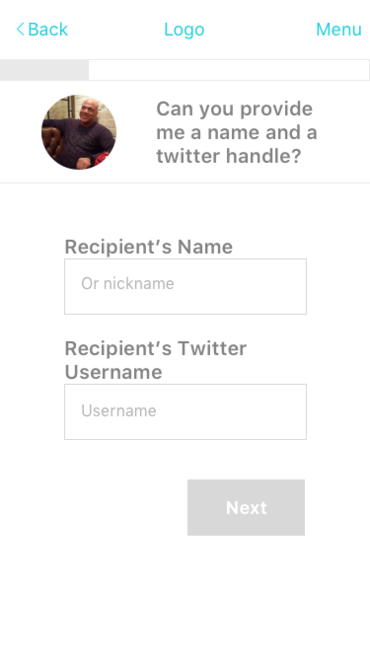 Back Logo Menu
Can you provide
me a name and a
twitter handle?
Recipient’s Name
Or nickname
Recipient’s Twitter
Username
Username
Next